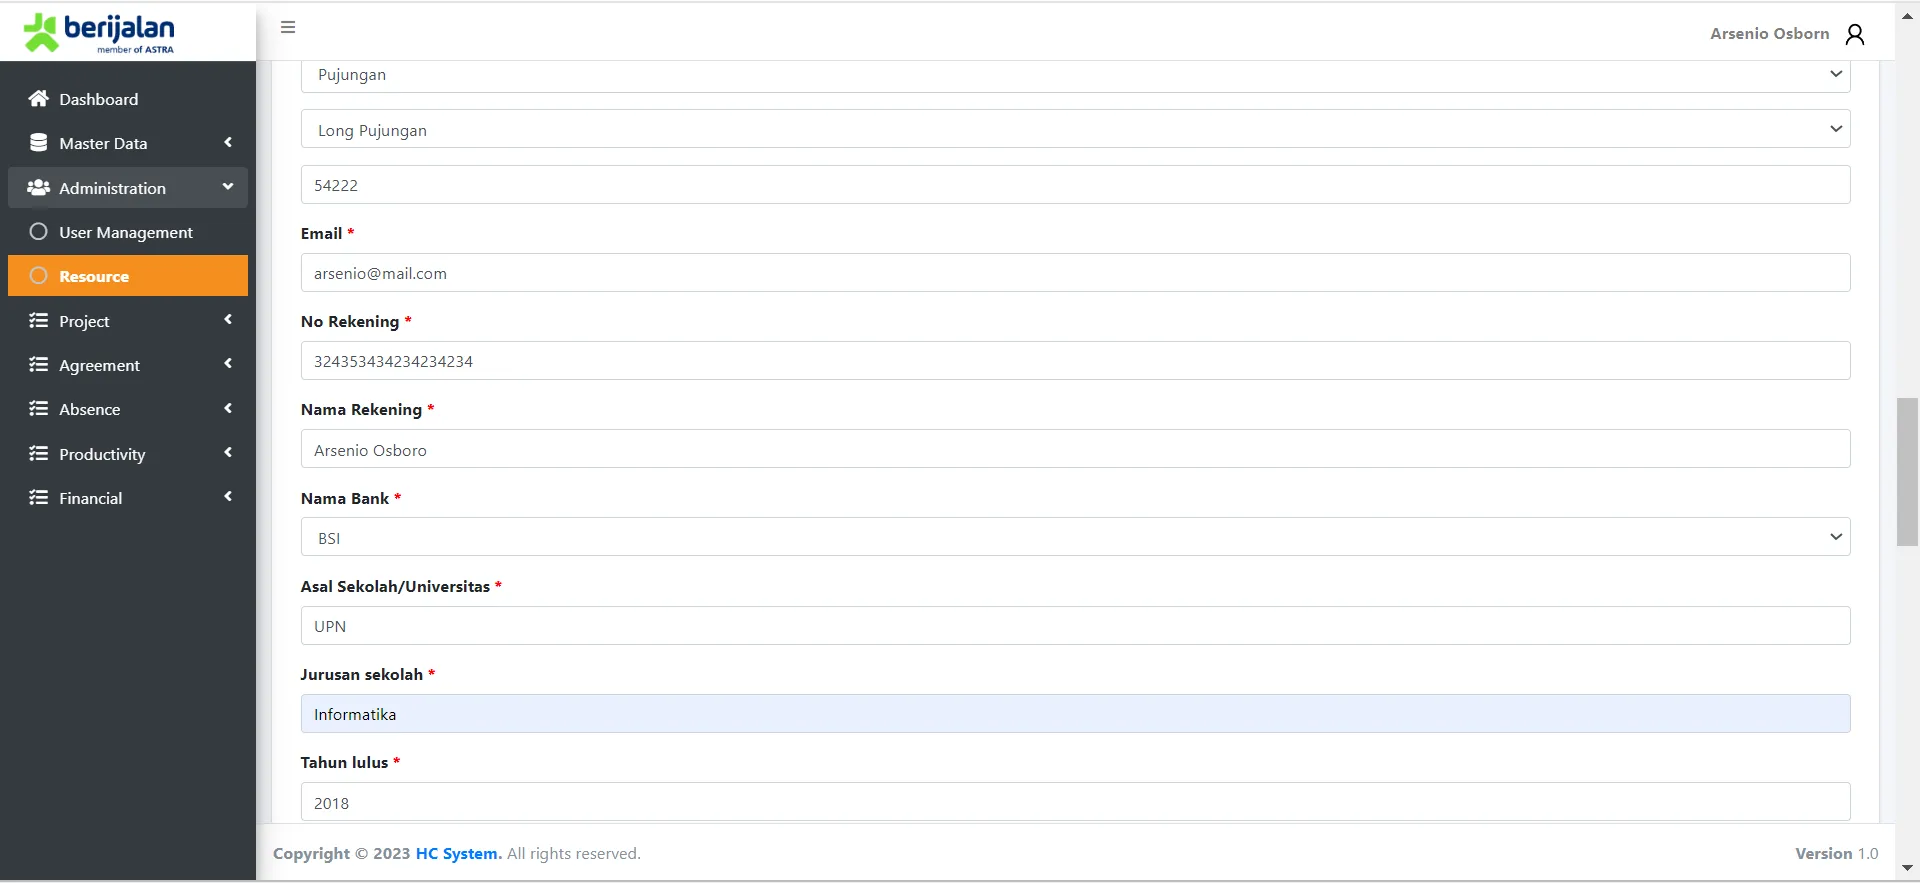 berijalan
member of ASTRA
Arsenio Osborn
Dashboard
Master Data
Administration
User Management
Resource
Project
Agreement
Absence
Productivity
Financial
Pujungan
Long Pujungan
54222
Email *
arsenio@mail.com
No Rekening *
324353434234234234
Nama Rekening *
Arsenio Osboro
Nama Bank *
BSI
Asal Sekolah/Universitas *
UPN
Jurusan sekolah *
Informatika
Tahun lulus *
2018
Copyright © 2023 HC System. All rights reserved.
Version 1.0